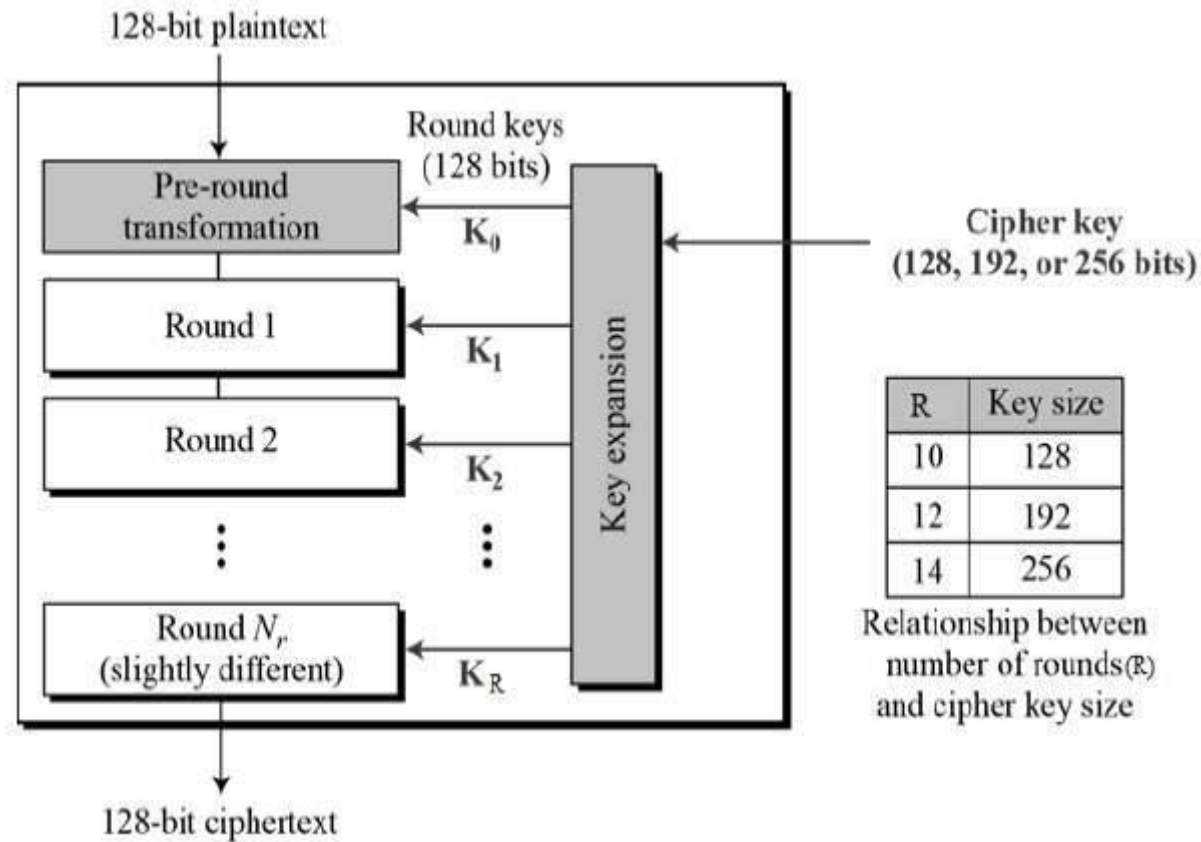 128-bit plaintext
Round keys
(128 bits)
Pre-round
transformation
K₀
Cipher key
(128, 192, or 256 bits)
Round 1
K₁
Round 2
K₂
Key expansion
R Key size
10 128
12 192
14 256
Round Nᵣ
(slightly different)
K_R
Relationship between
number of rounds(R)
and cipher key size
128-bit ciphertext